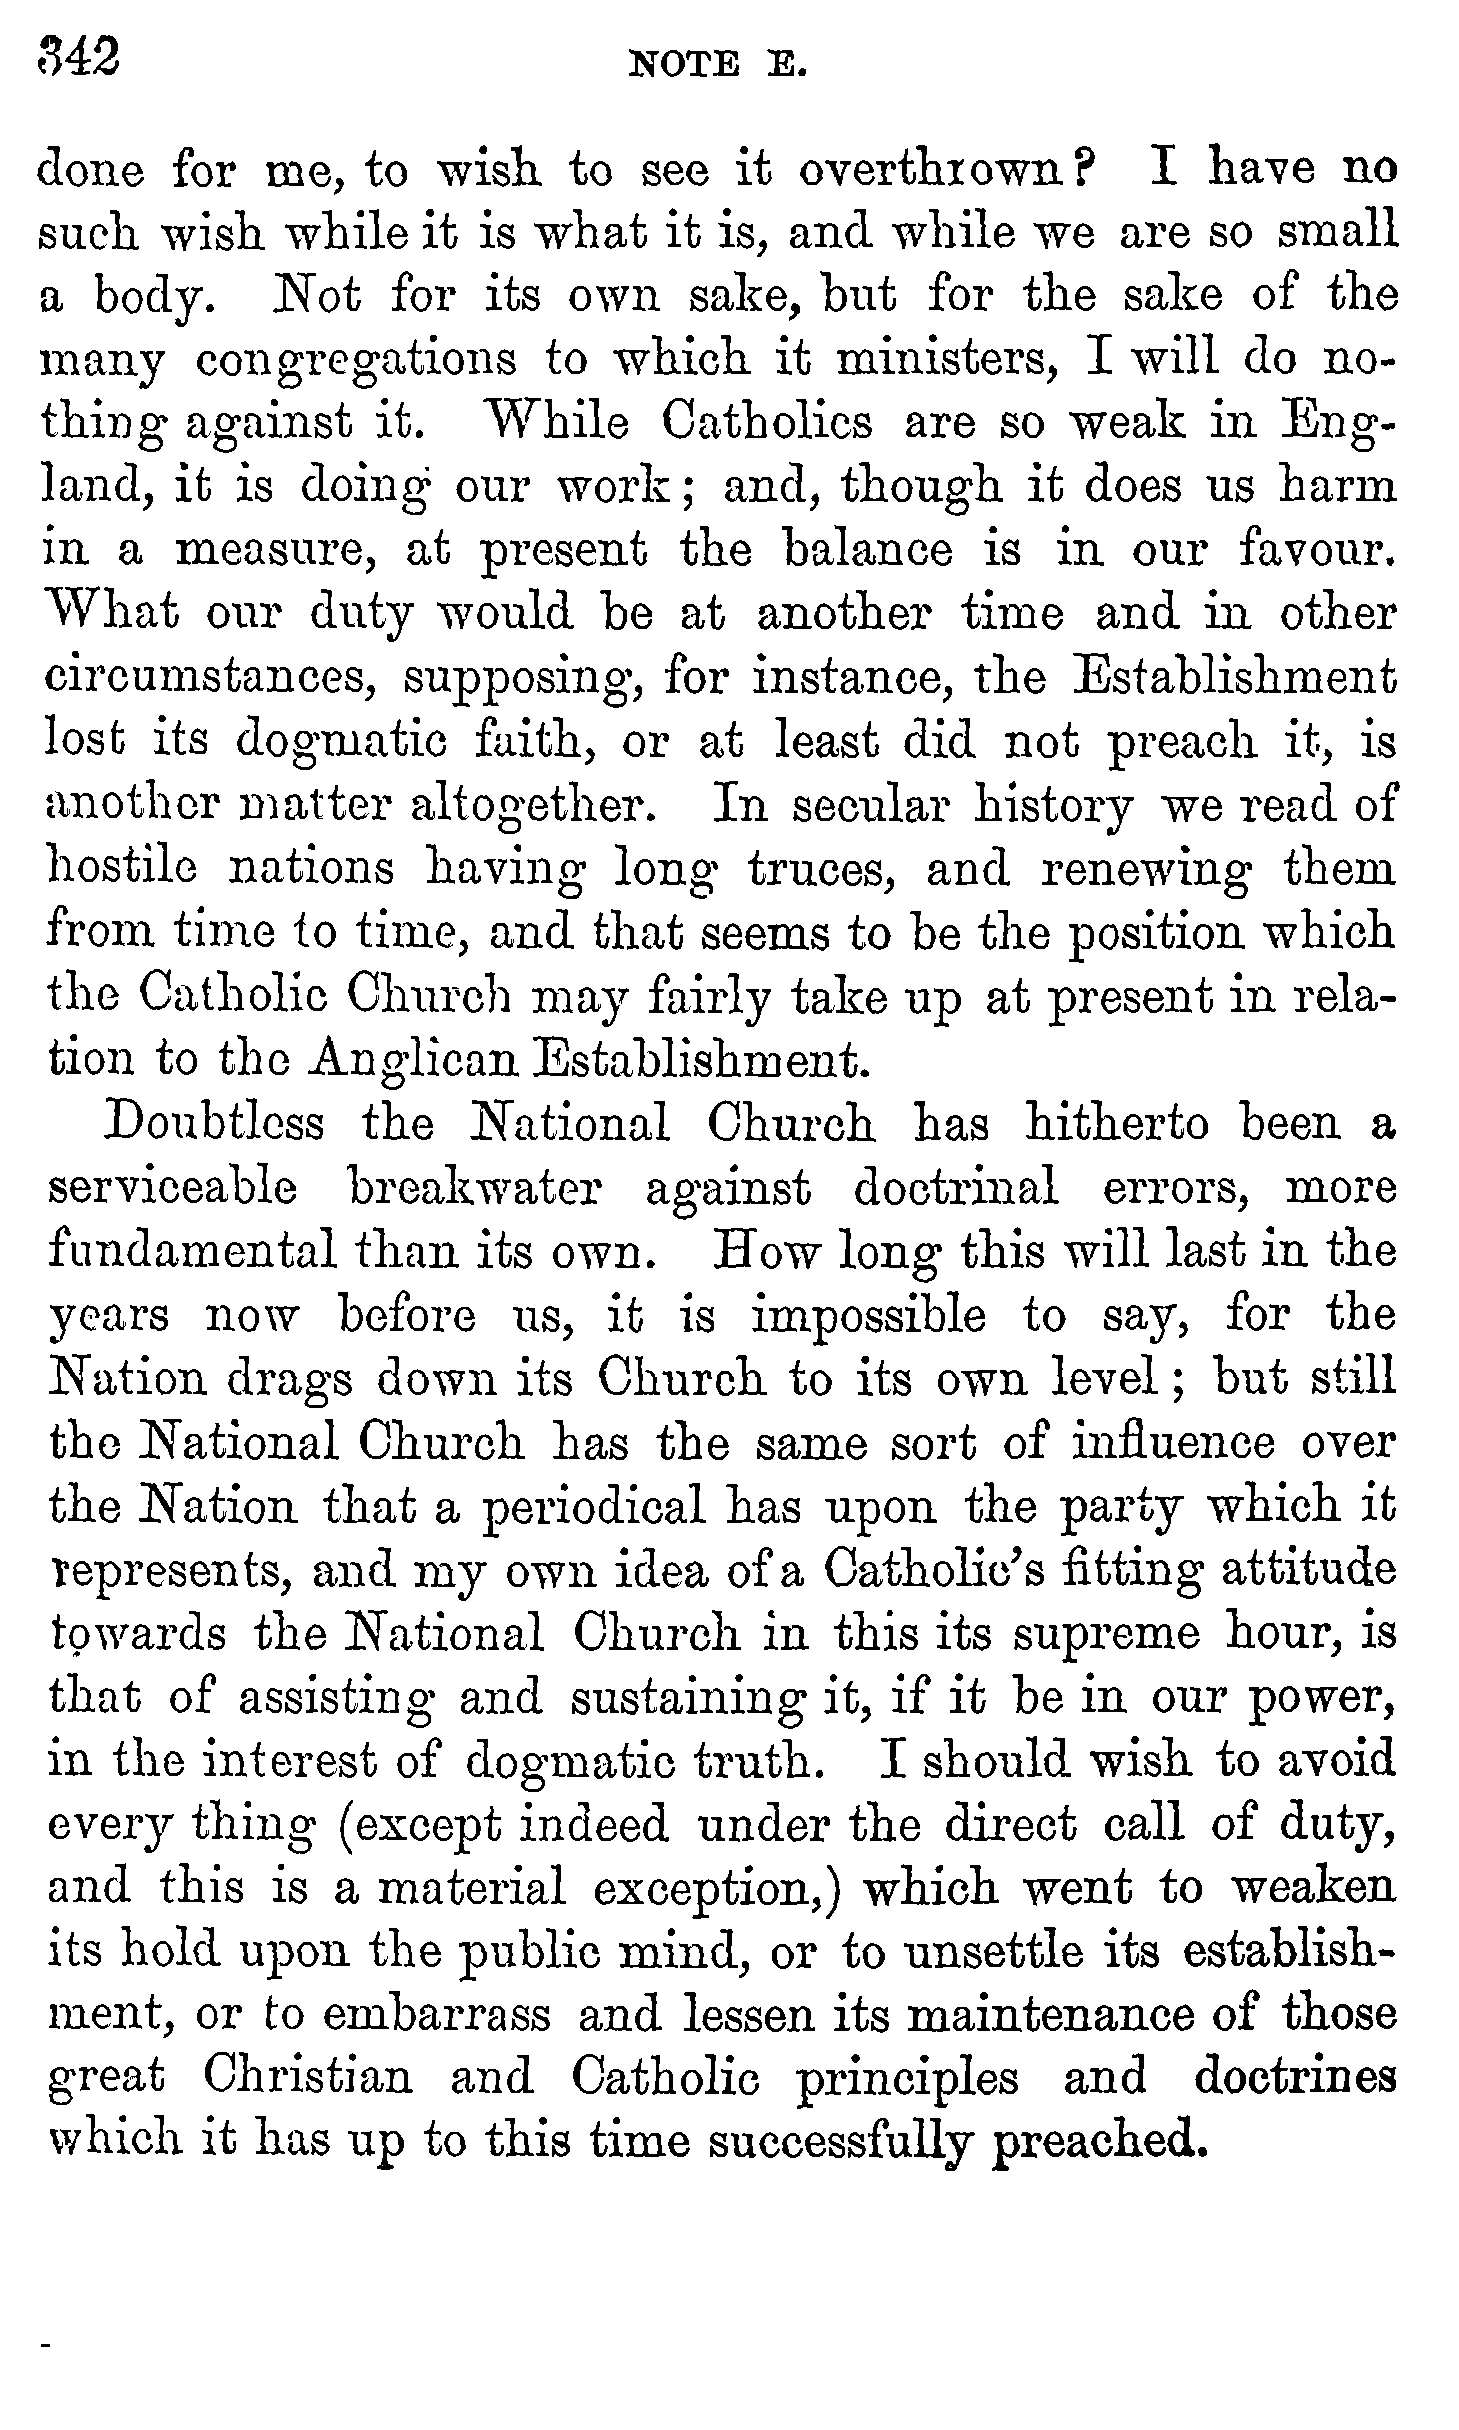 342 NOTE E.
done for me, to wish to see it overthrown? I have no
such wish while it is what it is, and while we are so small
a body. Not for its own sake, but for the sake of the
many congregations to which it ministers, I will do no-
thing against it. While Catholics are so weak in Eng-
land, it is doing our work; and, though it does us harm
in a measure, at present the balance is in our favour.
What our duty would be at another time and in other
circumstances, supposing, for instance, the Establishment
lost its dogmatic faith, or at least did not preach it, is
another matter altogether. In secular history we read of
hostile nations having long truces, and renewing them
from time to time, and that seems to be the position which
the Catholic Church may fairly take up at present in rela-
tion to the Anglican Establishment.
Doubtless the National Church has hitherto been a
serviceable breakwater against doctrinal errors, more
fundamental than its own. How long this will last in the
years now before us, it is impossible to say, for the
Nation drags down its Church to its own level; but still
the National Church has the same sort of influence over
the Nation that a periodical has upon the party which it
represents, and my own idea of a Catholic's fitting attitude
towards the National Church in this its supreme hour, is
that of assisting and sustaining it, if it be in our power,
in the interest of dogmatic truth. I should wish to avoid
every thing (except indeed under the direct call of duty,
and this is a material exception,) which went to weaken
its hold upon the public mind, or to unsettle its establish-
ment, or to embarrass and lessen its maintenance of those
great Christian and Catholic principles and doctrines
which it has up to this time successfully preached.